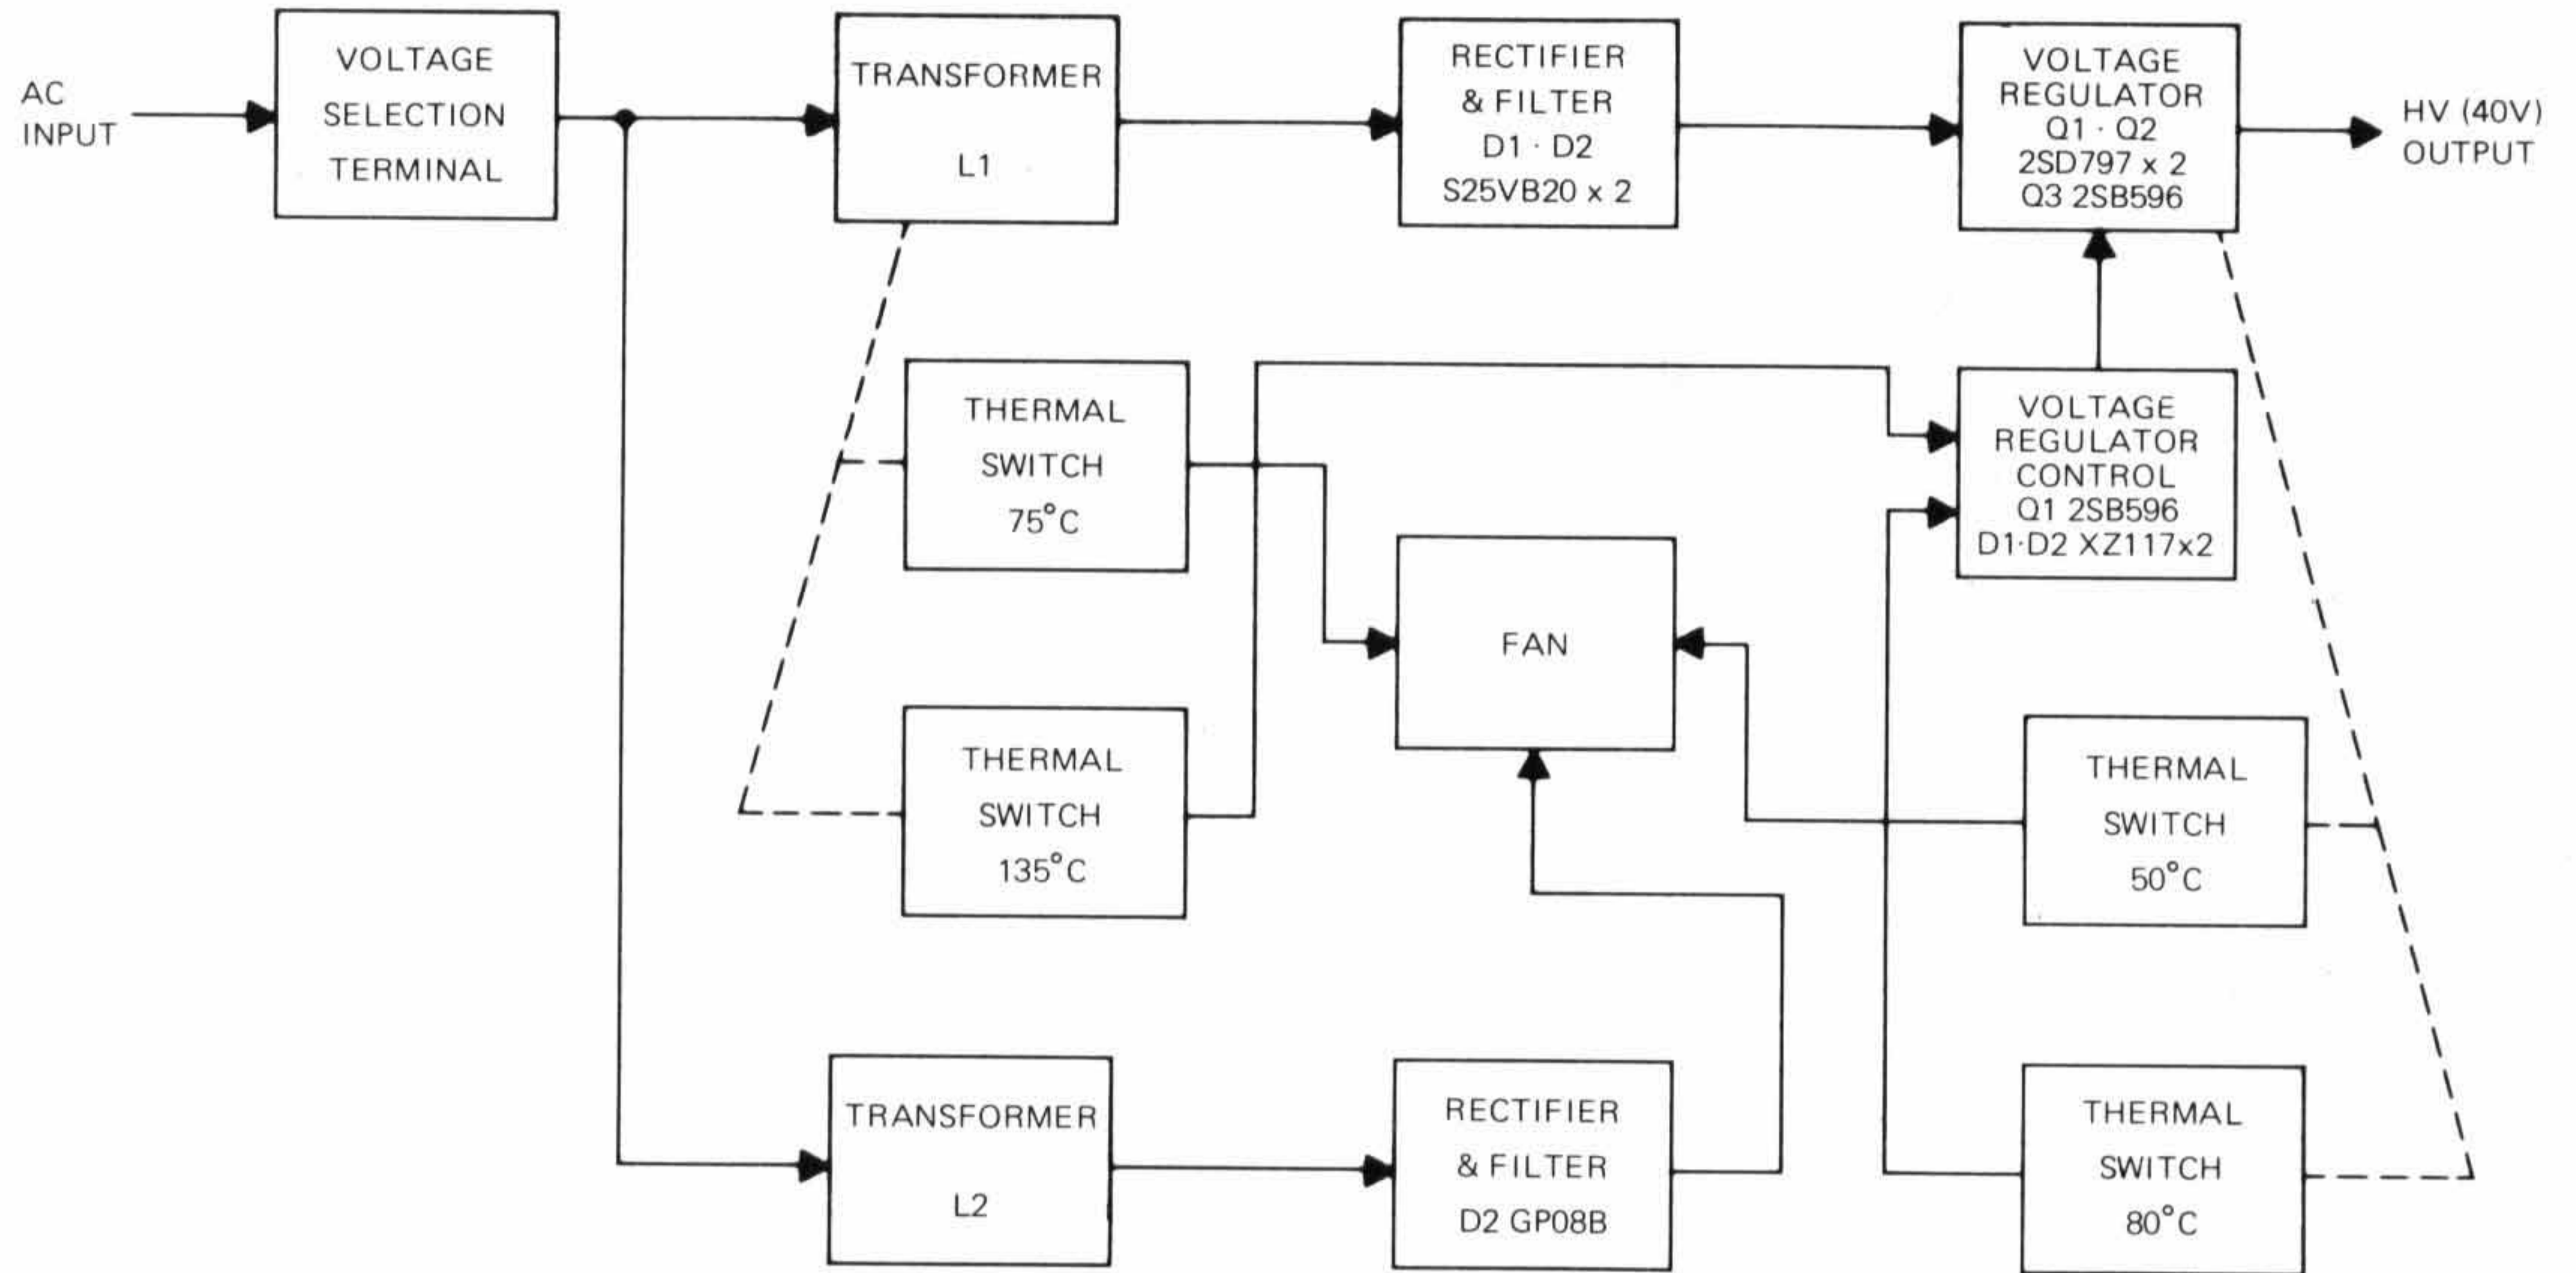 AC
INPUT
VOLTAGE
SELECTION
TERMINAL
TRANSFORMER
L1
RECTIFIER
& FILTER
D1 · D2
S25VB20 x 2
VOLTAGE
REGULATOR
Q1 · Q2
2SD797 x 2
Q3 2SB596
HV (40V)
OUTPUT
THERMAL
SWITCH
75°C
VOLTAGE
REGULATOR
CONTROL
Q1 2SB596
D1·D2 XZ117x2
FAN
THERMAL
SWITCH
135°C
THERMAL
SWITCH
50°C
TRANSFORMER
L2
RECTIFIER
& FILTER
D2 GP08B
THERMAL
SWITCH
80°C